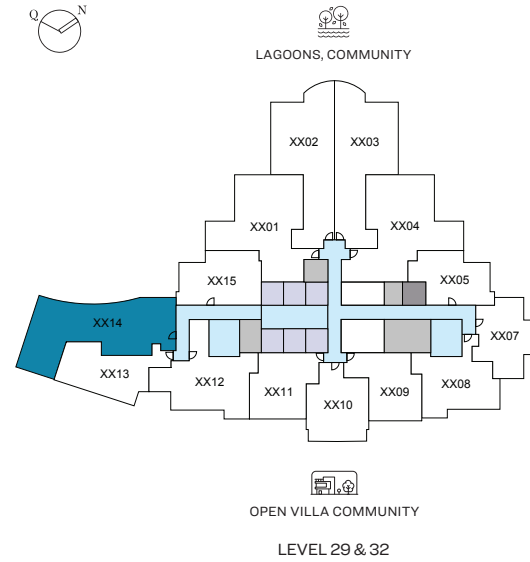 Q N
LAGOONS, COMMUNITY
XX02 XX03
XX01 XX04
XX15 XX05
XX14
XX07
XX13
XX12 XX11 XX10 XX09 XX08
OPEN VILLA COMMUNITY
LEVEL 29 & 32